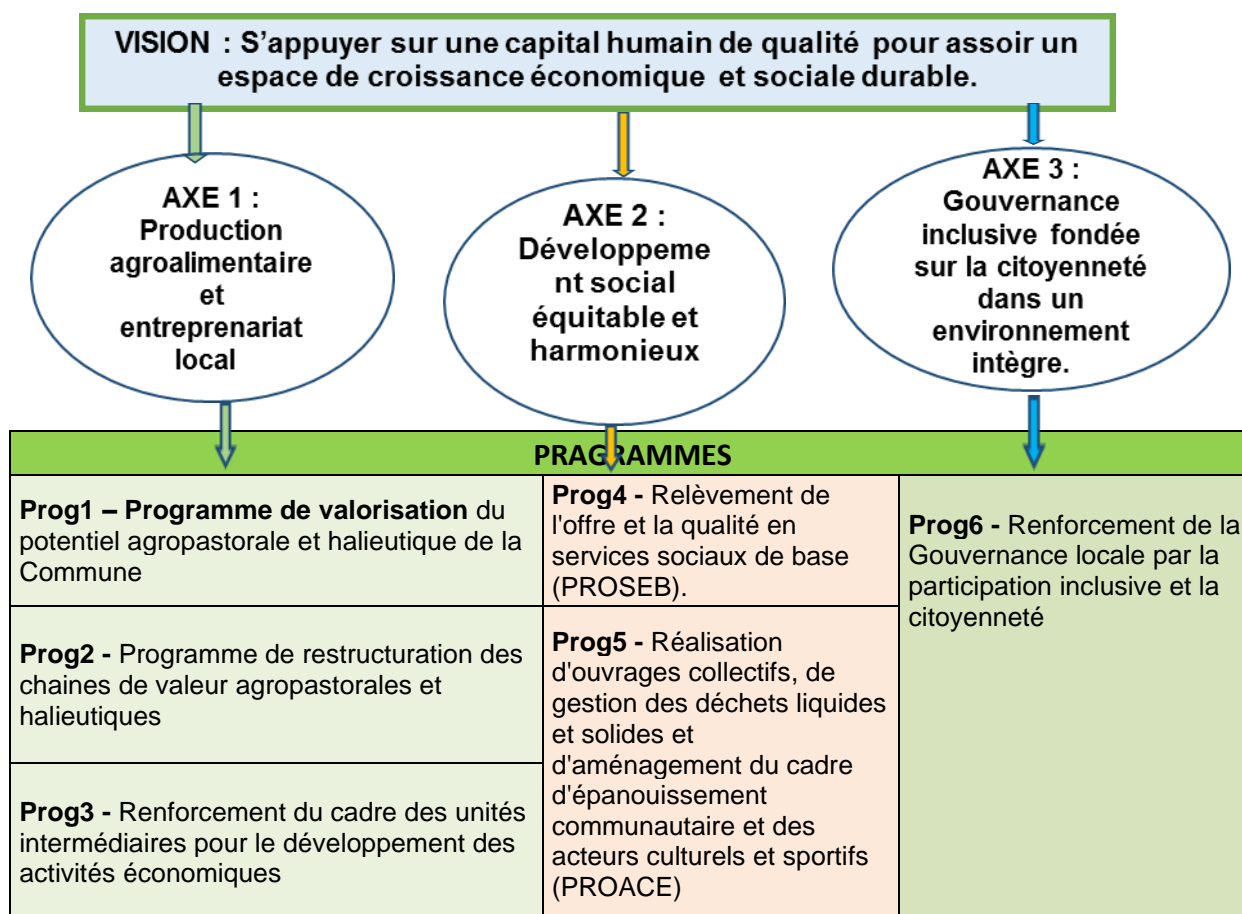 VISION : S'appuyer sur une capital humain de qualité pour assoir un
espace de croissance économique et sociale durable.
AXE 1 :
Production
agroalimentaire
et
entreprenariat
local
AXE 2 :
Développeme
nt social
équitable et
harmonieux
AXE 3 :
Gouvernance
inclusive fondée
sur la citoyenneté
dans un
environnement
intègre.
PRAGRAMMES
Prog1 – Programme de valorisation du
potentiel agropastorale et halieutique de la
Commune
Prog2 - Programme de restructuration des
chaines de valeur agropastorales et
halieutiques
Prog3 - Renforcement du cadre des unités
intermédiaires pour le développement des
activités économiques
Prog4 - Relèvement de
l'offre et la qualité en
services sociaux de base
(PROSEB).
Prog5 - Réalisation
d'ouvrages collectifs, de
gestion des déchets liquides
et solides et
d'aménagement du cadre
d'épanouissement
communautaire et des
acteurs culturels et sportifs
(PROACE)
Prog6 - Renforcement de la
Gouvernance locale par la
participation inclusive et la
citoyenneté